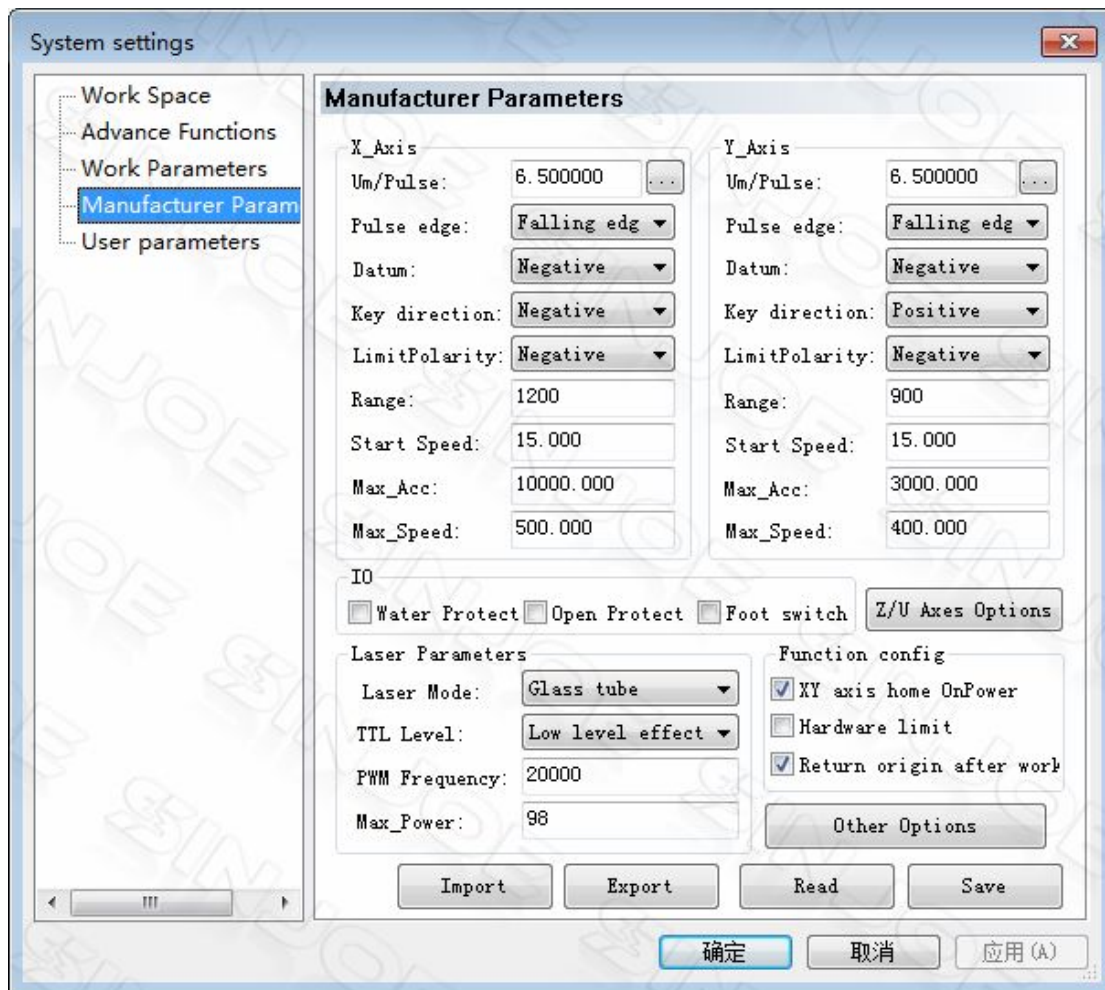 System settings
Work Space
Advance Functions
Work Parameters
Manufacturer Param
User parameters
Manufacturer Parameters
X_Axis
Um/Pulse: 6.500000 ...
Pulse edge: Falling edg
Datum: Negative
Key direction: Negative
LimitPolarity: Negative
Range: 1200
Start Speed: 15.000
Max_Acc: 10000.000
Max_Speed: 500.000
Y_Axis
Um/Pulse: 6.500000 ...
Pulse edge: Falling edg
Datum: Negative
Key direction: Positive
LimitPolarity: Negative
Range: 900
Start Speed: 15.000
Max_Acc: 3000.000
Max_Speed: 400.000
IO
Water Protect Open Protect Foot switch
Z/U Axes Options
Laser Parameters
Laser Mode: Glass tube
TTL Level: Low level effect
PWM Frequency: 20000
Max_Power: 98
Function config
XY axis home OnPower
Hardware limit
Return origin after work
Other Options
Import Export Read Save
确定 取消 应用(A)
SINJOE